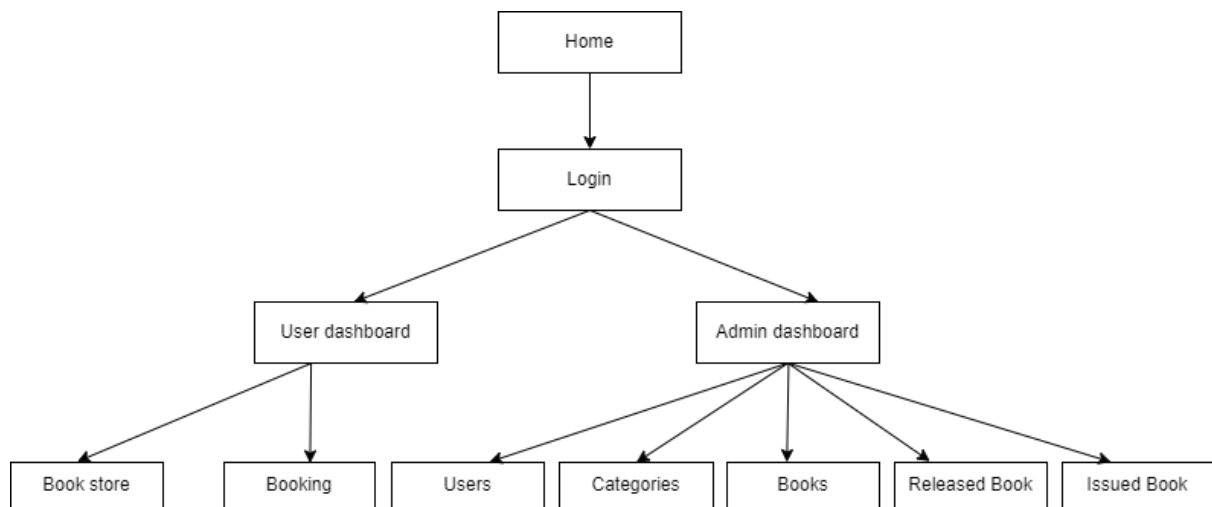 Home
Login
User dashboard
Admin dashboard
Book store
Booking
Users
Categories
Books
Released Book
Issued Book